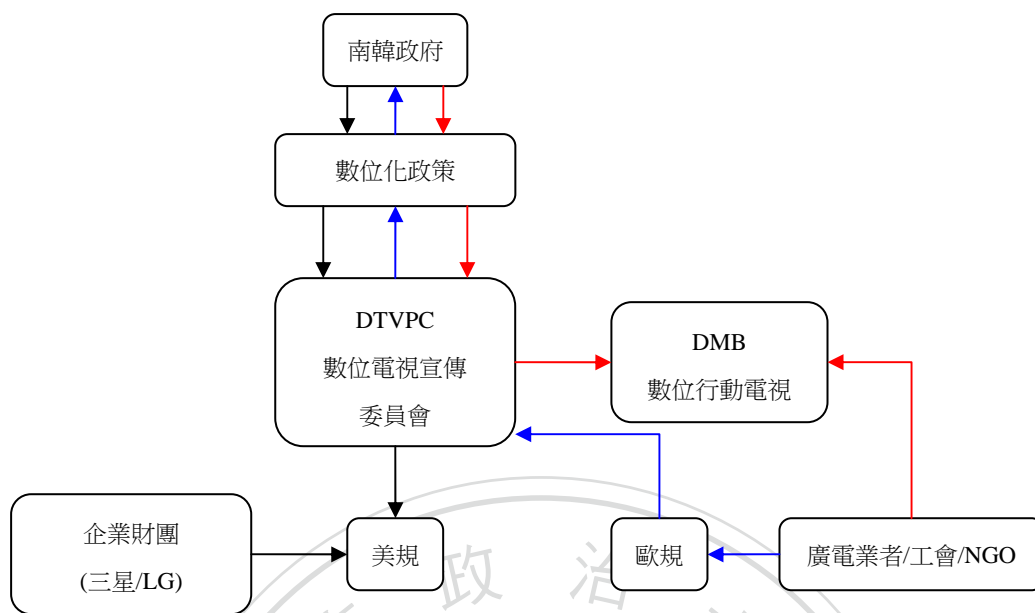 南韓政府
數位化政策
DTVPC
數位電視宣傳
委員會
DMB
數位行動電視
企業財團
(三星/LG)
美規
歐規
廣電業者/工會/NGO
政 治